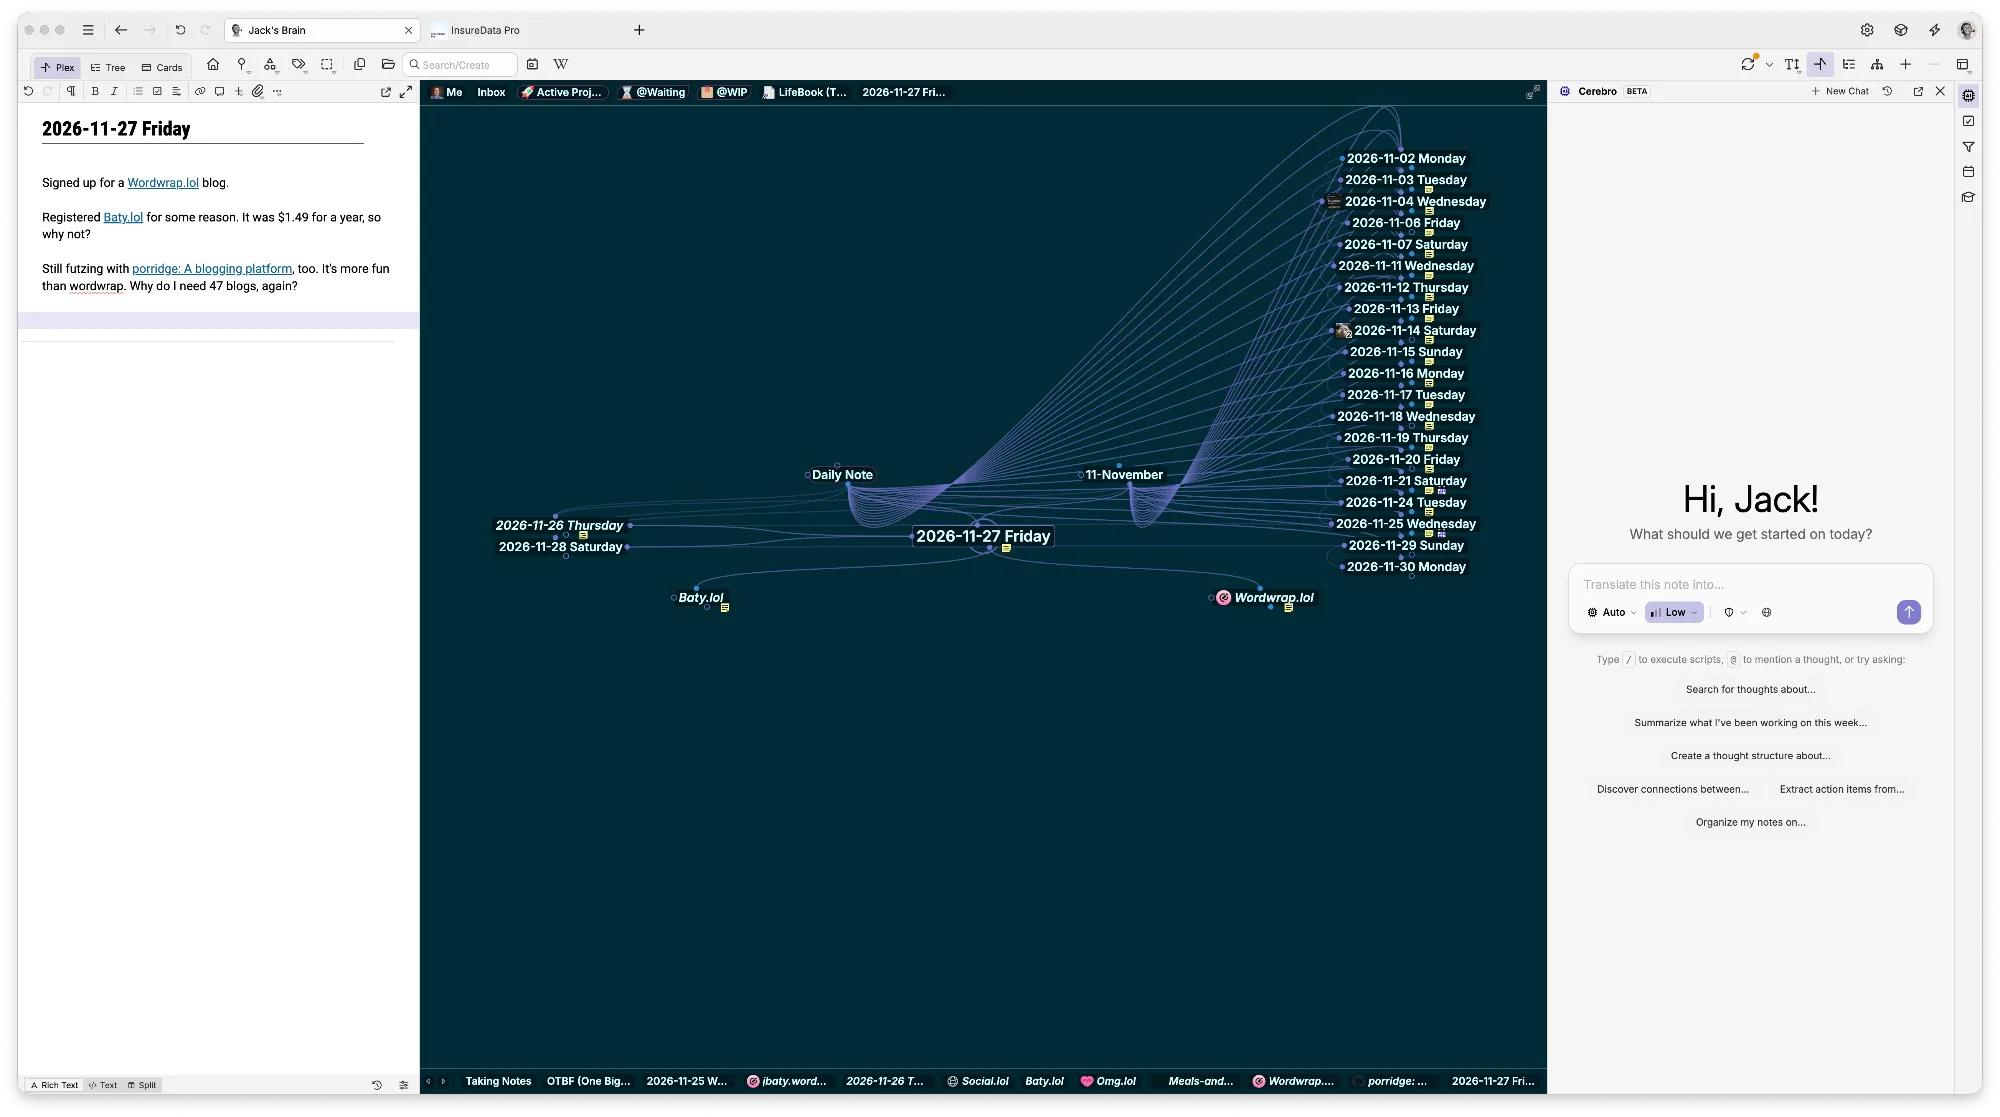 Jack's Brain
InsureData Pro
Plex
Tree
Cards
Search/Create
W
2026-11-27 Friday
Signed up for a Wordwrap.lol blog.
Registered Baty.lol for some reason. It was $1.49 for a year, so
why not?
Still futzing with porridge: A blogging platform, too. It's more fun
than wordwrap. Why do I need 47 blogs, again?
Rich Text
Text
Split
Me
Inbox
Active Proj...
@Waiting
@WIP
LifeBook (T...
2026-11-27 Fri...
2026-11-02 Monday
2026-11-03 Tuesday
2026-11-04 Wednesday
2026-11-06 Friday
2026-11-07 Saturday
2026-11-11 Wednesday
2026-11-12 Thursday
2026-11-13 Friday
2026-11-14 Saturday
2026-11-15 Sunday
2026-11-16 Monday
2026-11-17 Tuesday
2026-11-18 Wednesday
2026-11-19 Thursday
2026-11-20 Friday
2026-11-21 Saturday
2026-11-24 Tuesday
2026-11-25 Wednesday
2026-11-29 Sunday
2026-11-30 Monday
Daily Note
11-November
2026-11-26 Thursday
2026-11-28 Saturday
2026-11-27 Friday
Baty.lol
Wordwrap.lol
Taking Notes
OTBF (One Big...
2026-11-25 W...
jbaty.word...
2026-11-26 T...
Social.lol
Baty.lol
Omg.lol
Meals-and...
Wordwrap....
porridge: ...
2026-11-27 Fri...
Cerebro BETA
New Chat
Hi, Jack!
What should we get started on today?
Translate this note into...
Auto
Low
Type / to execute scripts, @ to mention a thought, or try asking:
Search for thoughts about...
Summarize what I've been working on this week...
Create a thought structure about...
Discover connections between...
Extract action items from...
Organize my notes on...